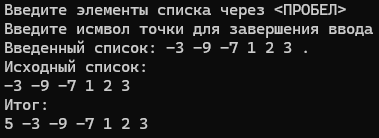 Введите элементы списка через <ПРОБЕЛ>
Введите исмвол точки для завершения ввода
Введенный список: -3 -9 -7 1 2 3 .
Исходный список:
-3 -9 -7 1 2 3
Итог:
5 -3 -9 -7 1 2 3